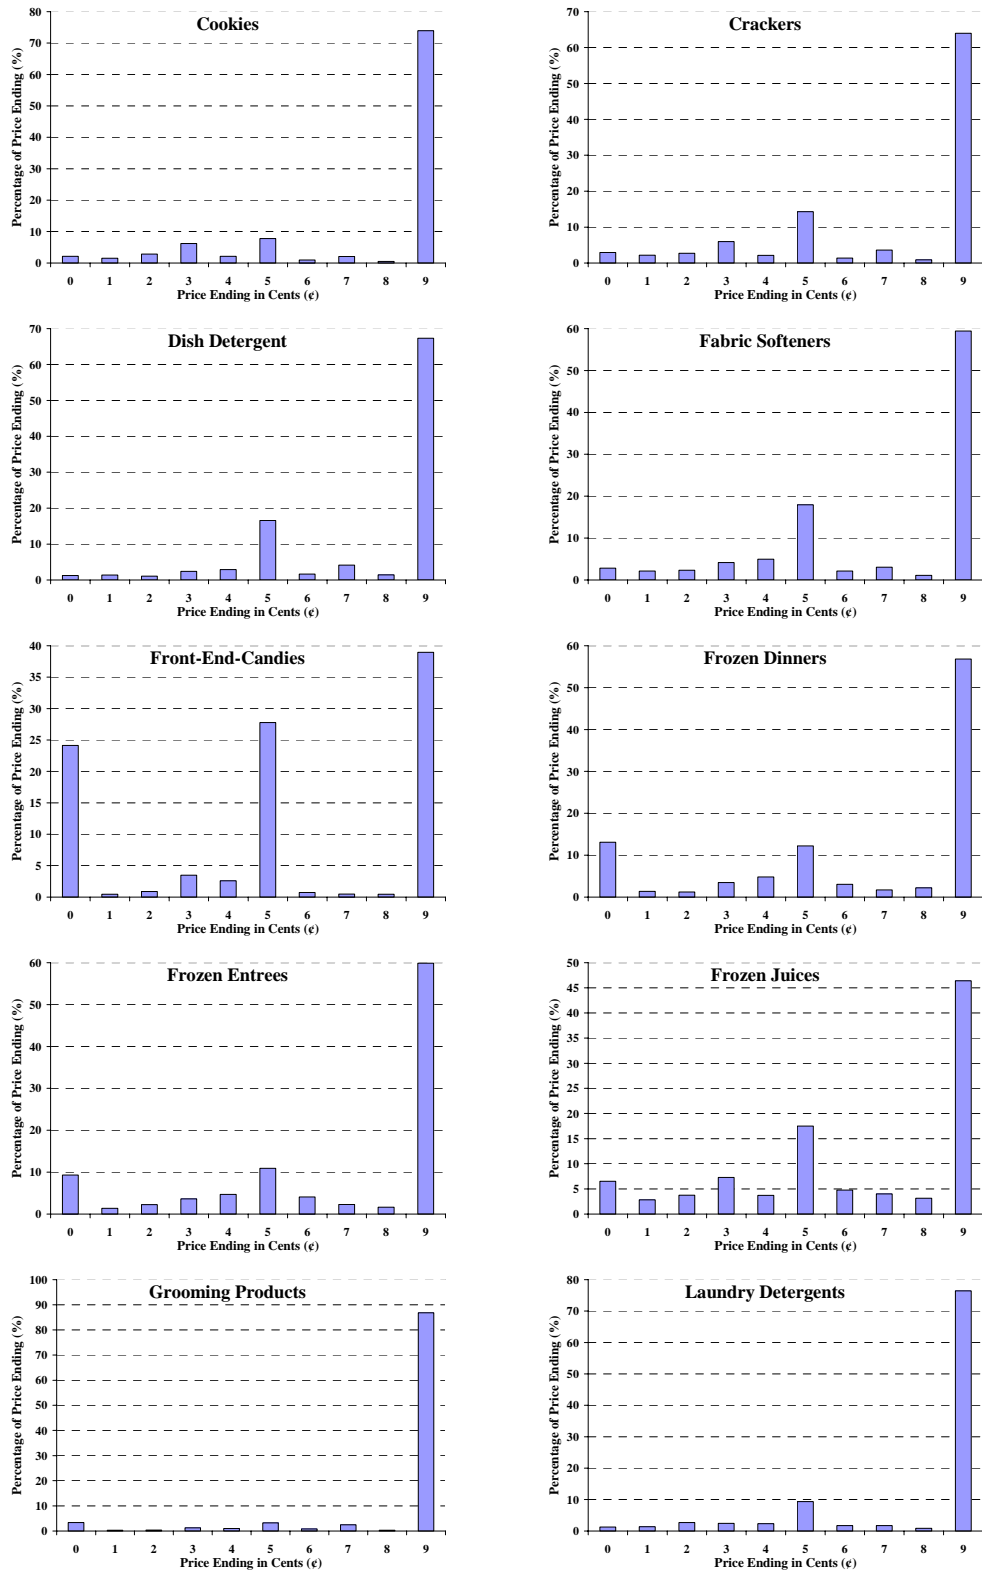 Cookies
Percentage of Price Ending (%)
80
70
60
50
40
30
20
10
0
0 1 2 3 4 5 6 7 8 9
Price Ending in Cents (¢)
Crackers
Percentage of Price Ending (%)
70
60
50
40
30
20
10
0
0 1 2 3 4 5 6 7 8 9
Price Ending in Cents (¢)
Dish Detergent
Percentage of Price Ending (%)
70
60
50
40
30
20
10
0
0 1 2 3 4 5 6 7 8 9
Price Ending in Cents (¢)
Fabric Softeners
Percentage of Price Ending (%)
60
50
40
30
20
10
0
0 1 2 3 4 5 6 7 8 9
Price Ending in Cents (¢)
Front-End-Candies
Percentage of Price Ending (%)
40
35
30
25
20
15
10
5
0
0 1 2 3 4 5 6 7 8 9
Price Ending in Cents (¢)
Frozen Dinners
Percentage of Price Ending (%)
60
50
40
30
20
10
0
0 1 2 3 4 5 6 7 8 9
Price Ending in Cents (¢)
Frozen Entrees
Percentage of Price Ending (%)
60
50
40
30
20
10
0
0 1 2 3 4 5 6 7 8 9
Price Ending in Cents (¢)
Frozen Juices
Percentage of Price Ending (%)
50
45
40
35
30
25
20
15
10
5
0
0 1 2 3 4 5 6 7 8 9
Price Ending in Cents (¢)
Grooming Products
Percentage of Price Ending (%)
100
90
80
70
60
50
40
30
20
10
0
0 1 2 3 4 5 6 7 8 9
Price Ending in Cents (¢)
Laundry Detergents
Percentage of Price Ending (%)
80
70
60
50
40
30
20
10
0
0 1 2 3 4 5 6 7 8 9
Price Ending in Cents (¢)